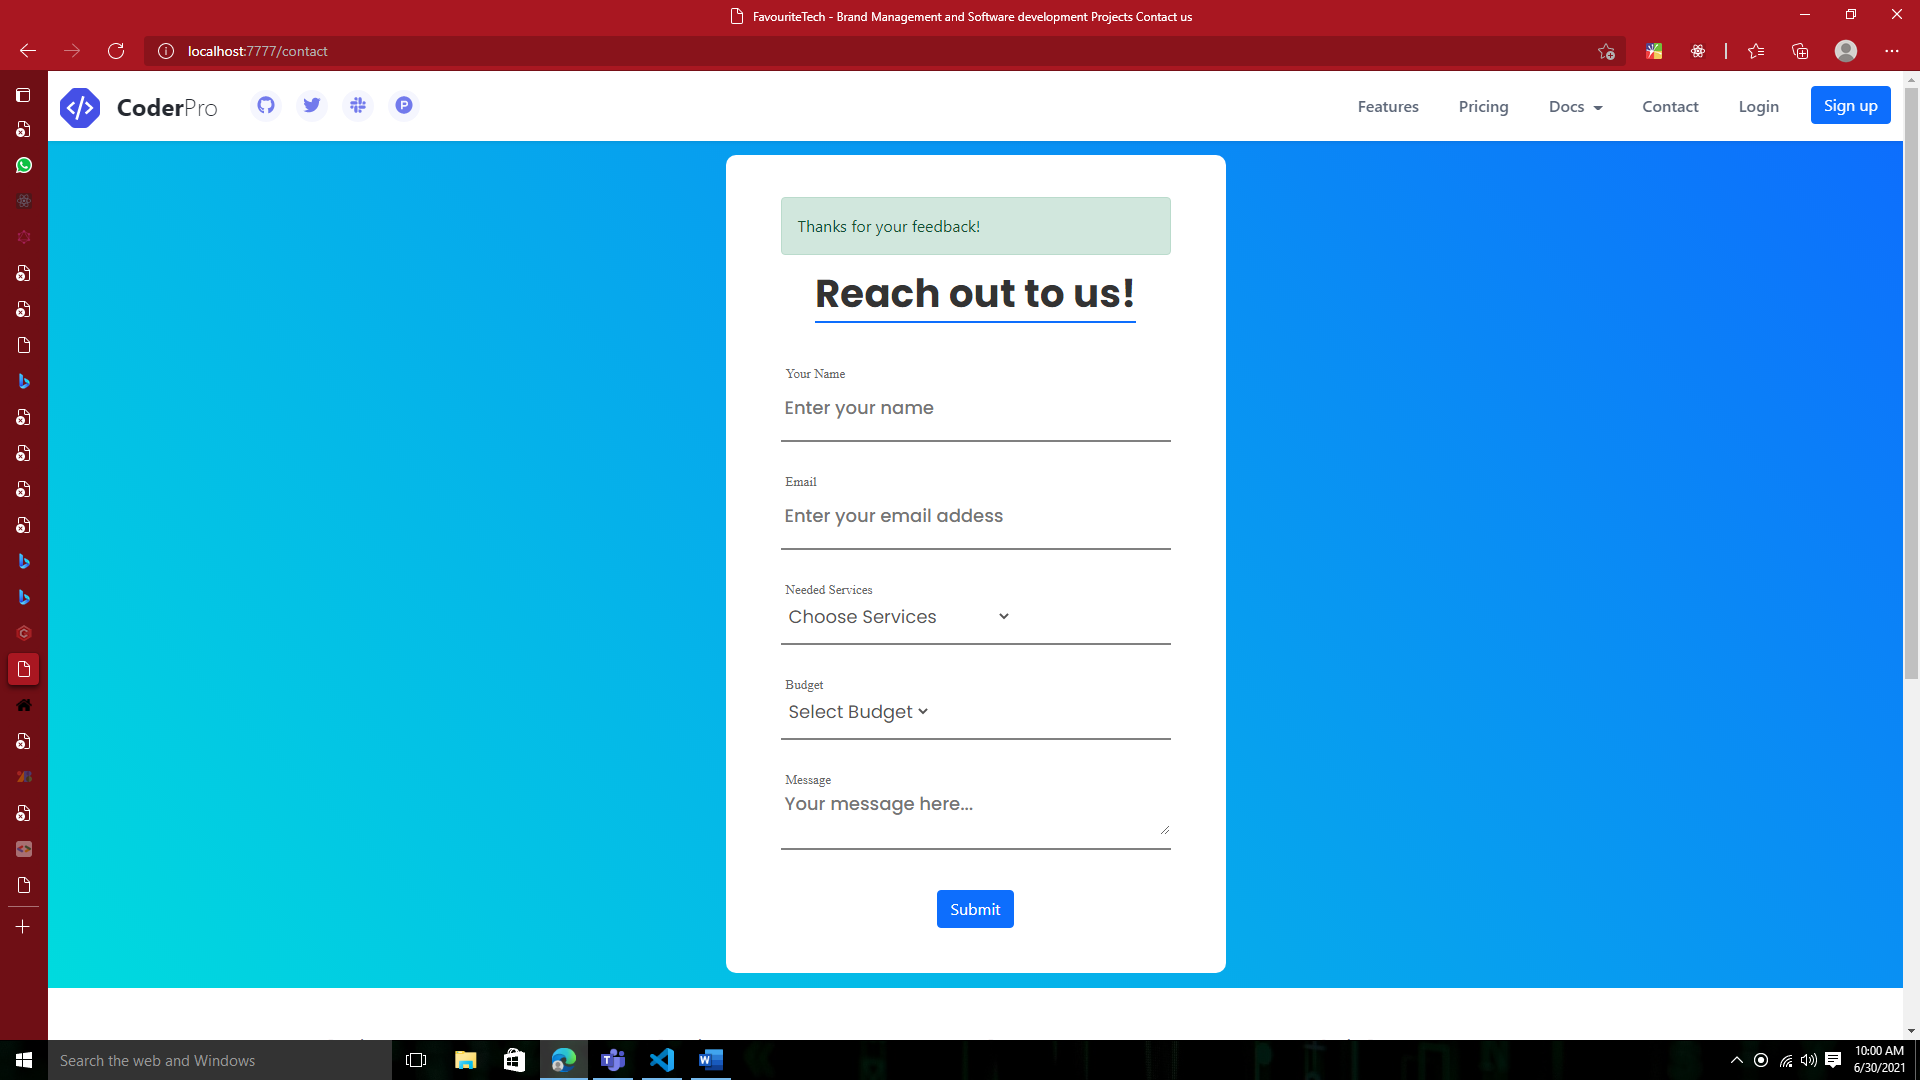 FavouriteTech - Brand Management and Software development Projects Contact us
localhost:7777/contact
CoderPro
Features
Pricing
Docs
Contact
Login
Sign up
Thanks for your feedback!
Reach out to us!
Your Name
Enter your name
Email
Enter your email addess
Needed Services
Choose Services
Budget
Select Budget
Message
Your message here...
Submit
Search the web and Windows
10:00 AM
6/30/2021